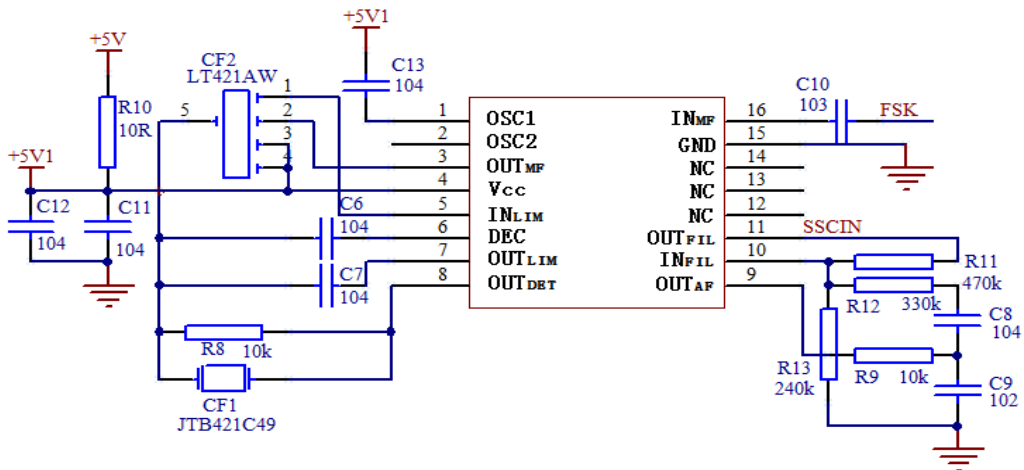 +5V1
+5V
CF2
LT421AW
C13
104
C10
103
FSK
R10
10R
5
1
2
3
4
+5V1
C12
104
C11
104
C6
104
C7
104
R8
10k
CF1
JTB421C49
1
2
3
4
5
6
7
8
OSC1
OSC2
OUTMF
Vcc
INLIM
DEC
OUTLIM
OUTDET
INMF
GND
NC
NC
NC
OUTFIL
INFIL
OUTAF
16
15
14
13
12
11
10
9
SSCIN
R11
470k
R12
330k
C8
104
R13
240k
R9
10k
C9
102